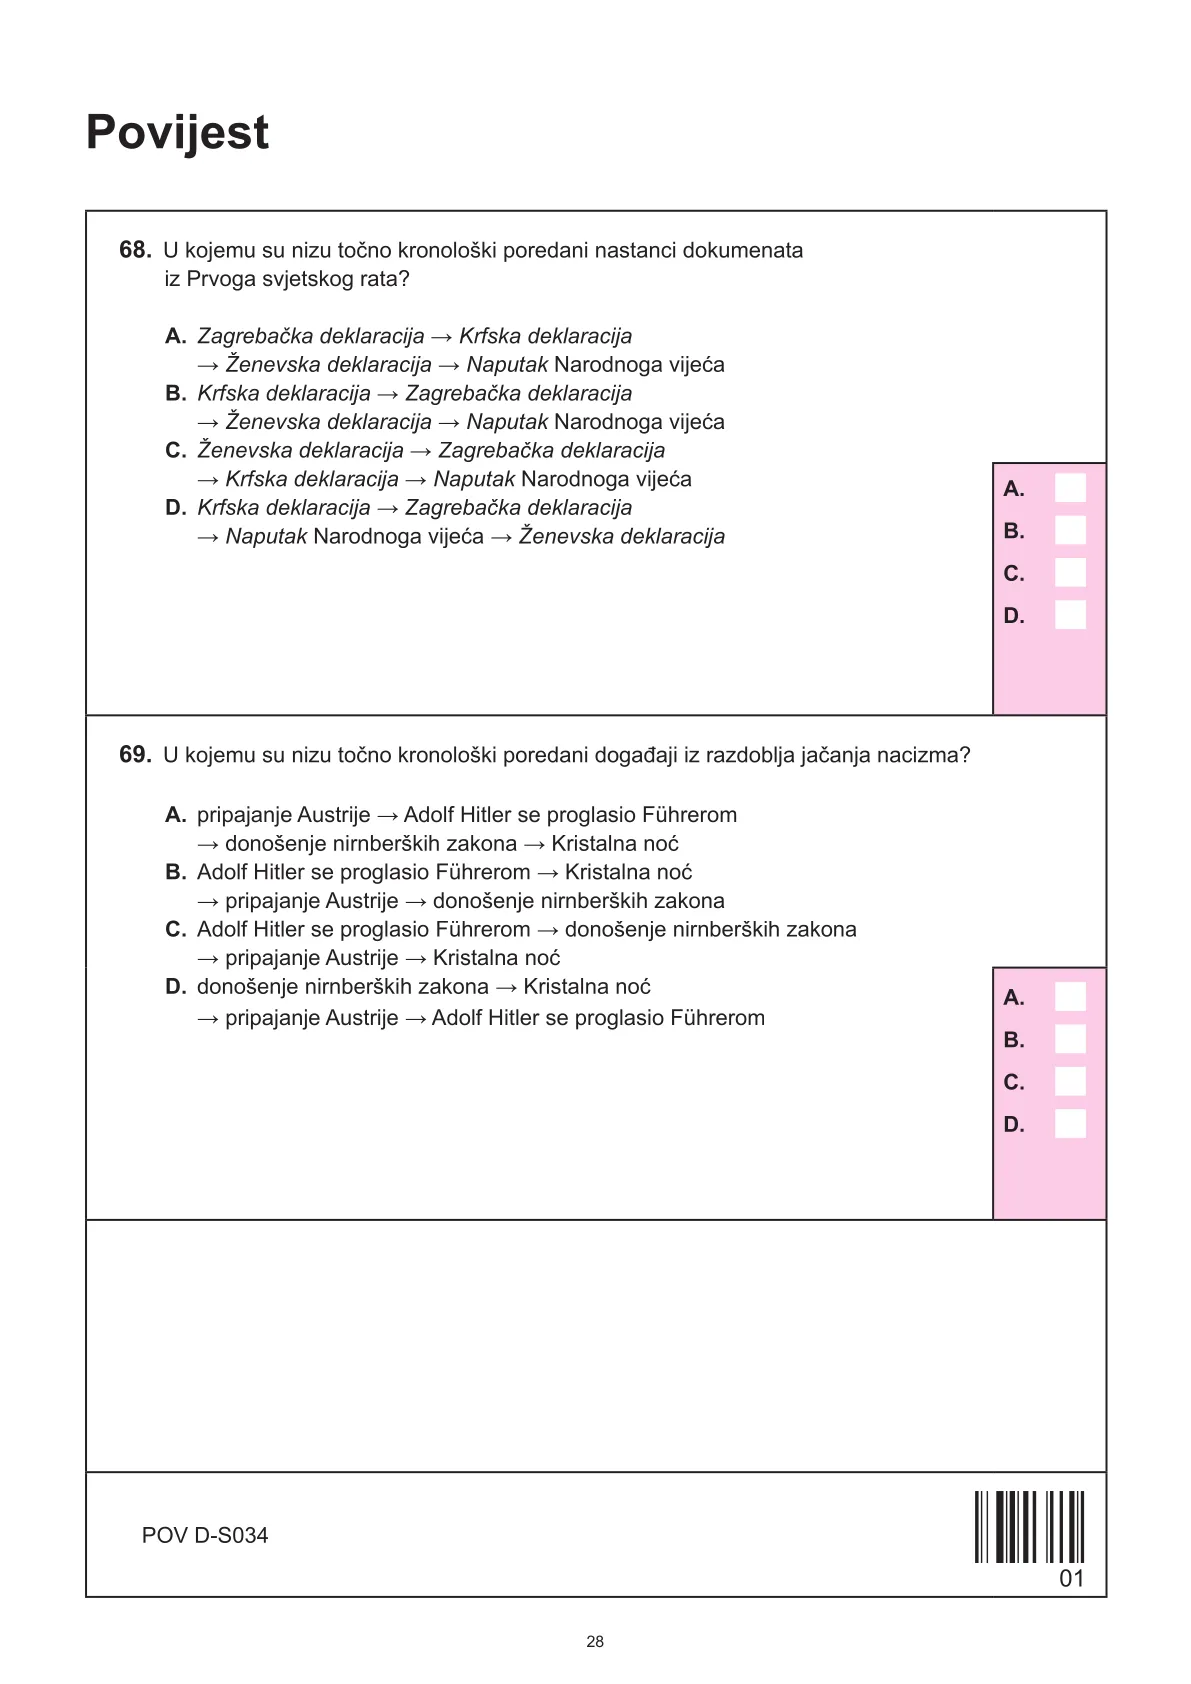 Povijest
68. U kojemu su nizu točno kronološki poredani nastanci dokumenata
iz Prvoga svjetskog rata?
A. Zagrebačka deklaracija → Krfska deklaracija
→ Ženevska deklaracija → Naputak Narodnoga vijeća
B. Krfska deklaracija → Zagrebačka deklaracija
→ Ženevska deklaracija → Naputak Narodnoga vijeća
C. Ženevska deklaracija → Zagrebačka deklaracija
→ Krfska deklaracija → Naputak Narodnoga vijeća
D. Krfska deklaracija → Zagrebačka deklaracija
→ Naputak Narodnoga vijeća → Ženevska deklaracija
A.
B.
C.
D.
69. U kojemu su nizu točno kronološki poredani događaji iz razdoblja jačanja nacizma?
A. pripajanje Austrije → Adolf Hitler se proglasio Führerom
→ donošenje nirnberških zakona → Kristalna noć
B. Adolf Hitler se proglasio Führerom → Kristalna noć
→ pripajanje Austrije → donošenje nirnberških zakona
C. Adolf Hitler se proglasio Führerom → donošenje nirnberških zakona
→ pripajanje Austrije → Kristalna noć
D. donošenje nirnberških zakona → Kristalna noć
→ pripajanje Austrije → Adolf Hitler se proglasio Führerom
A.
B.
C.
D.
POV D-S034
01
28